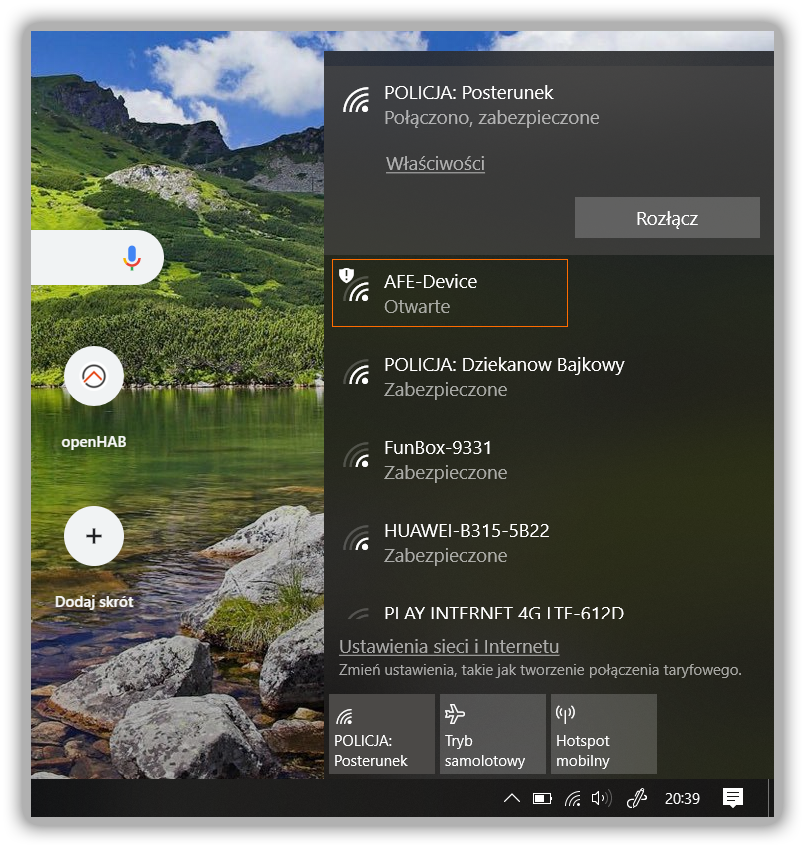 POLICJA: Posterunek
Połączono, zabezpieczone
Właściwości
Rozłącz
AFE-Device
Otwarte
POLICJA: Dziekanow Bajkowy
Zabezpieczone
FunBox-9331
Zabezpieczone
openHAB
HUAWEI-B315-5B22
Zabezpieczone
Dodaj skrót
PLAY INTERNET 4G LTE-612D
Ustawienia sieci i Internetu
Zmień ustawienia, takie jak tworzenie połączenia taryfowego.
POLICJA:
Posterunek
Tryb
samolotowy
Hotspot
mobilny
20:39